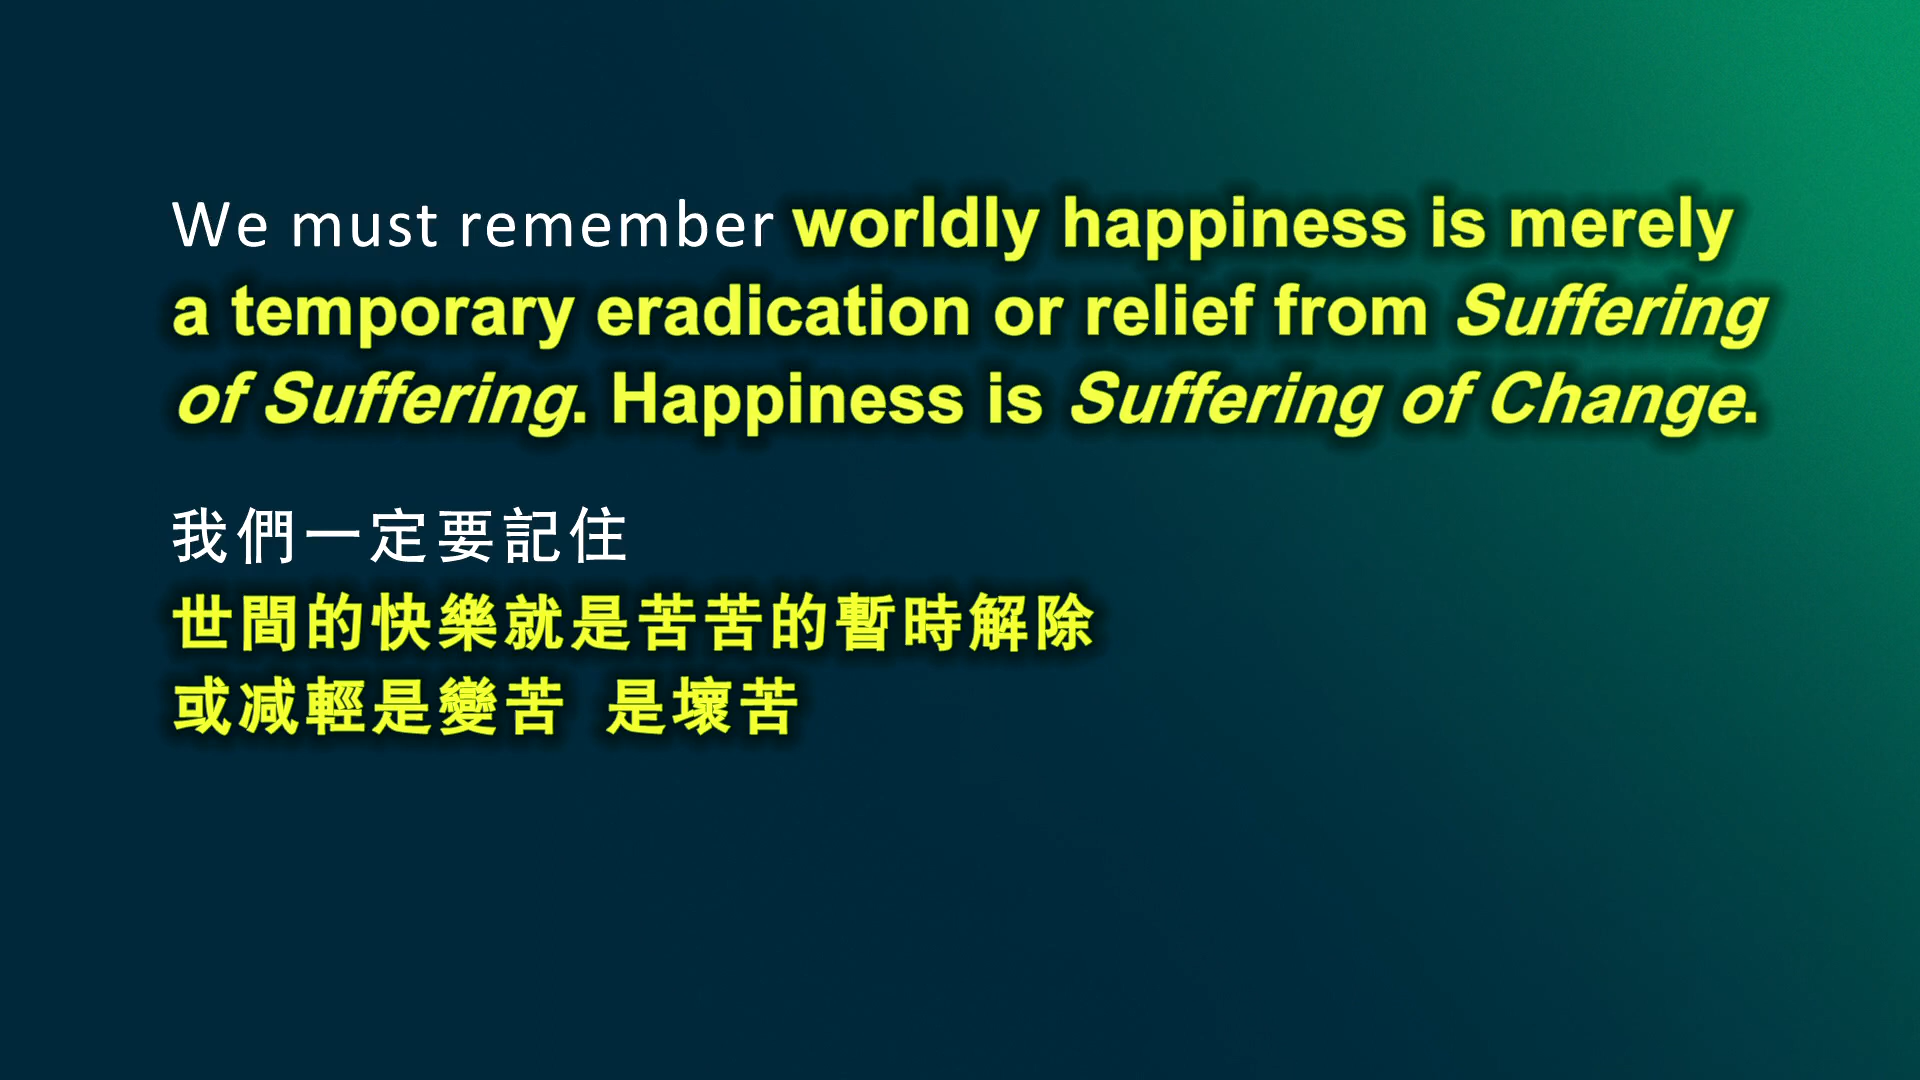 We must remember worldly happiness is merely
a temporary eradication or relief from Suffering
of Suffering. Happiness is Suffering of Change.
我們一定要記住
世間的快樂就是苦苦的暫時解除
或减輕是變苦 是壞苦